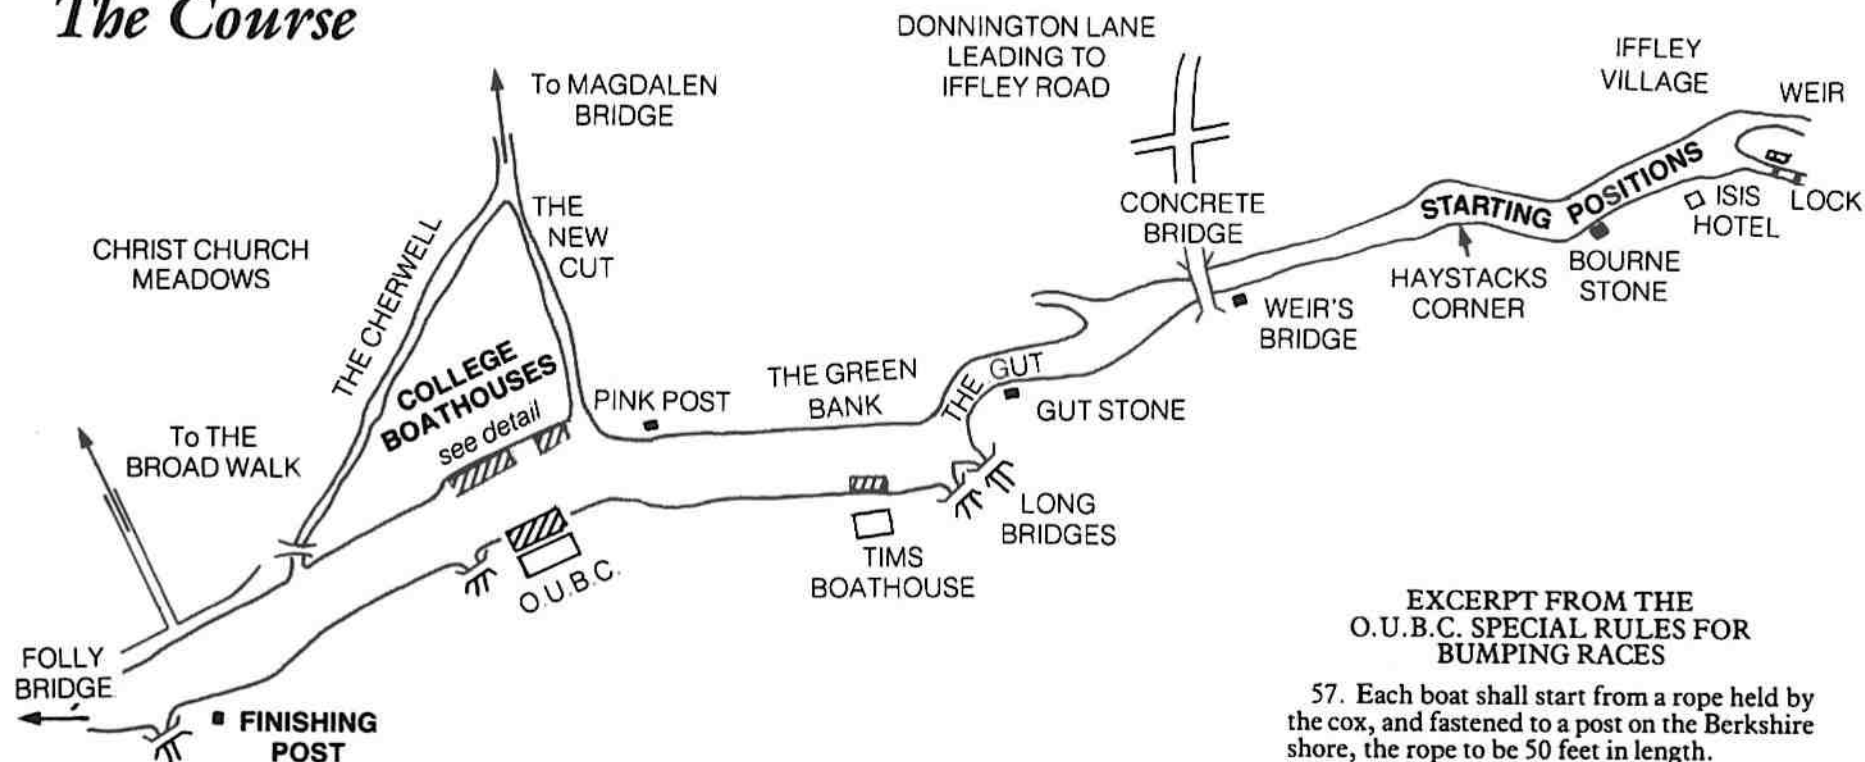 The Course
DONNINGTON LANE
LEADING TO
IFFLEY ROAD
IFFLEY
VILLAGE
WEIR
To MAGDALEN
BRIDGE
THE
NEW
CUT
CHRIST CHURCH
MEADOWS
THE CHERWELL
CONCRETE
BRIDGE
STARTING POSITIONS
ISIS
HOTEL
LOCK
HAYSTACKS
CORNER
BOURNE
STONE
WEIR'S
BRIDGE
COLLEGE
BOATHOUSES
see detail
PINK POST
THE GREEN
BANK
THE GUT
GUT STONE
To THE
BROAD WALK
LONG
BRIDGES
TIMS
BOATHOUSE
O.U.B.C.
FOLLY
BRIDGE
FINISHING
POST
EXCERPT FROM THE
O.U.B.C. SPECIAL RULES FOR
BUMPING RACES
57. Each boat shall start from a rope held by
the cox, and fastened to a post on the Berkshire
shore, the rope to be 50 feet in length.